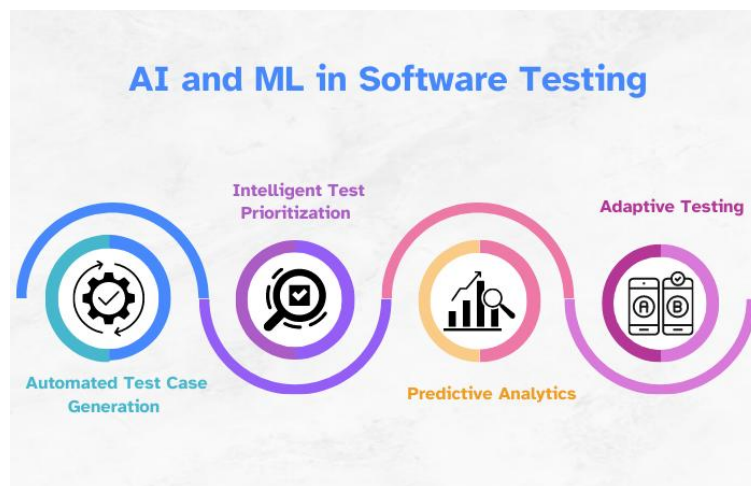 AI and ML in Software Testing
Intelligent Test
Prioritization
Adaptive Testing
A
B
Automated Test Case
Generation
Predictive Analytics